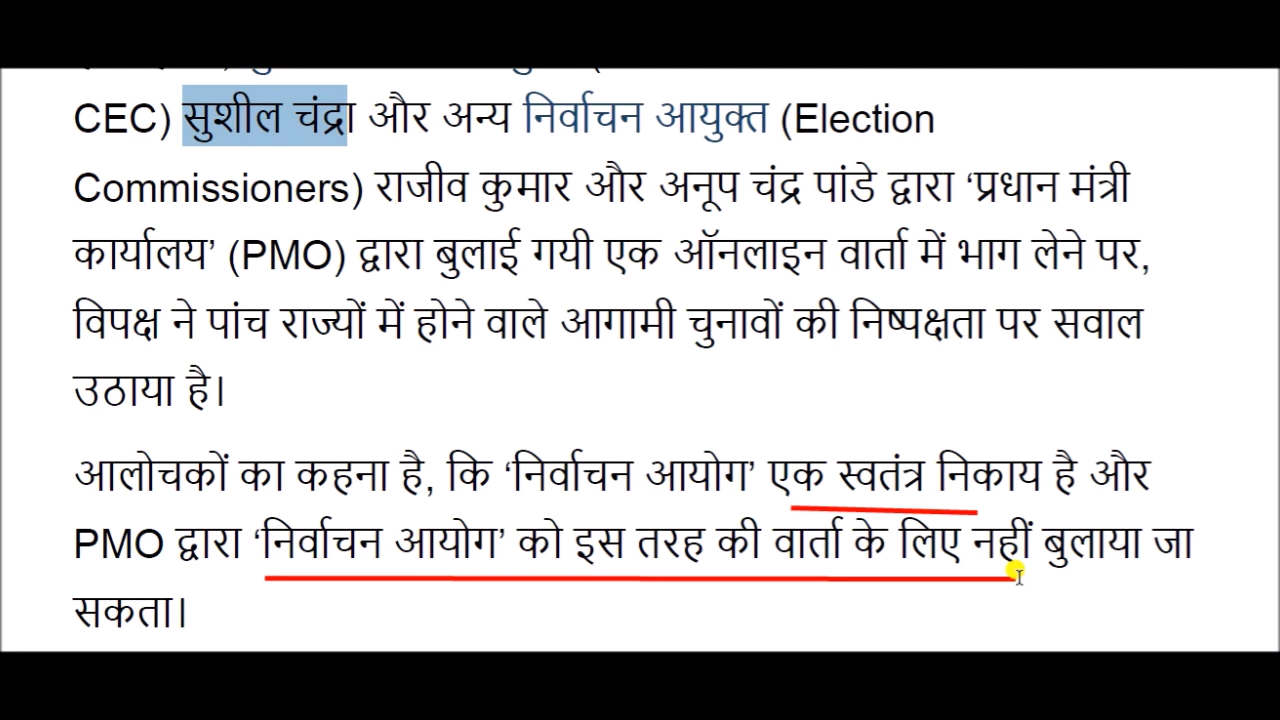 CEC) सुशील चंद्रा और अन्य निर्वाचन आयुक्त (Election
Commissioners) राजीव कुमार और अनूप चंद्र पांडे द्वारा ‘प्रधान मंत्री
कार्यालय’ (PMO) द्वारा बुलाई गयी एक ऑनलाइन वार्ता में भाग लेने पर,
विपक्ष ने पांच राज्यों में होने वाले आगामी चुनावों की निष्पक्षता पर सवाल
उठाया है।
आलोचकों का कहना है, कि ‘निर्वाचन आयोग’ एक स्वतंत्र निकाय है और
PMO द्वारा ‘निर्वाचन आयोग’ को इस तरह की वार्ता के लिए नहीं बुलाया जा
सकता।